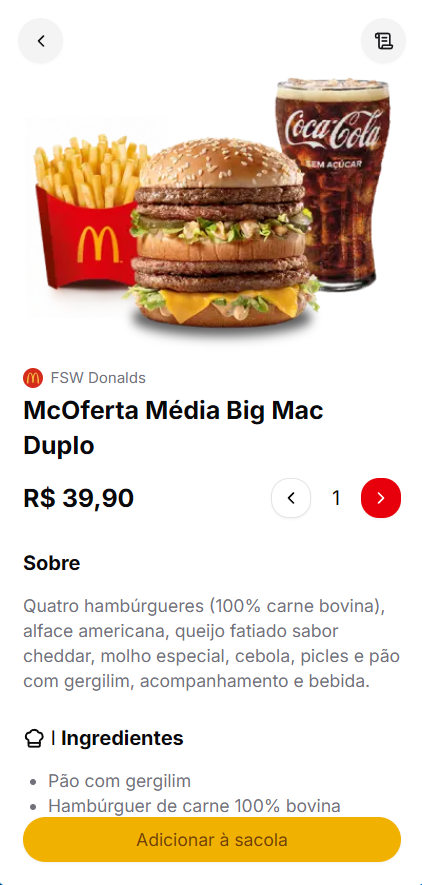 Coca-Cola
SEM AÇÚCAR
FSW Donalds
McOferta Média Big Mac
Duplo
R$ 39,90
1
Sobre
Quatro hambúrgueres (100% carne bovina),
alface americana, queijo fatiado sabor
cheddar, molho especial, cebola, picles e pão
com gergilim, acompanhamento e bebida.
Ingredientes
Pão com gergilim
Hambúrguer de carne 100% bovina
Adicionar à sacola